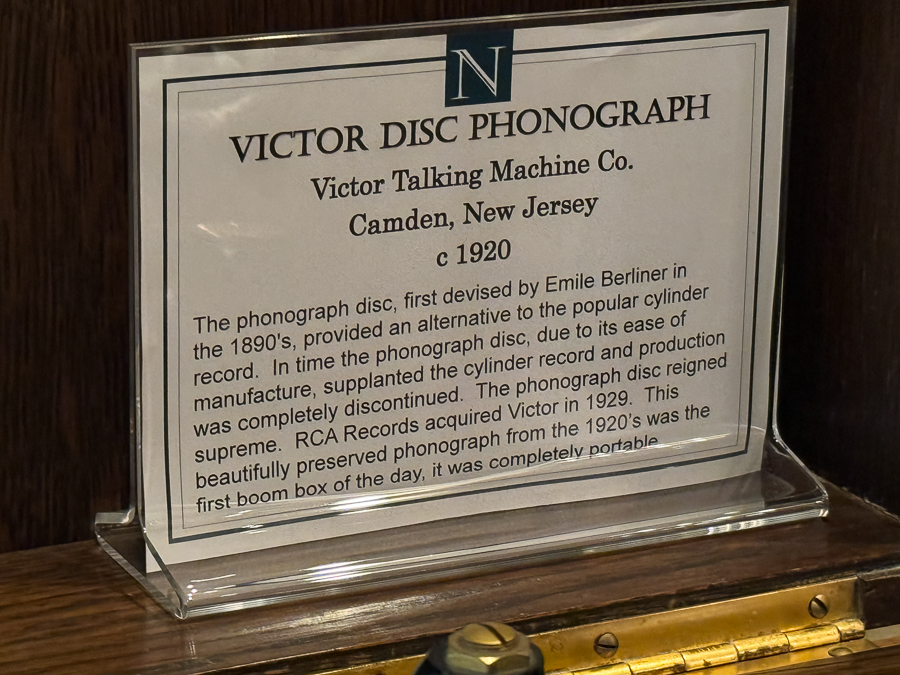 N
VICTOR DISC PHONOGRAPH
Victor Talking Machine Co.
Camden, New Jersey
c 1920
The phonograph disc, first devised by Emile Berliner in
the 1890's, provided an alternative to the popular cylinder
record.  In time the phonograph disc, due to its ease of
manufacture, supplanted the cylinder record and production
was completely discontinued.  The phonograph disc reigned
supreme.  RCA Records acquired Victor in 1929.  This
beautifully preserved phonograph from the 1920's was the
first boom box of the day, it was completely portable